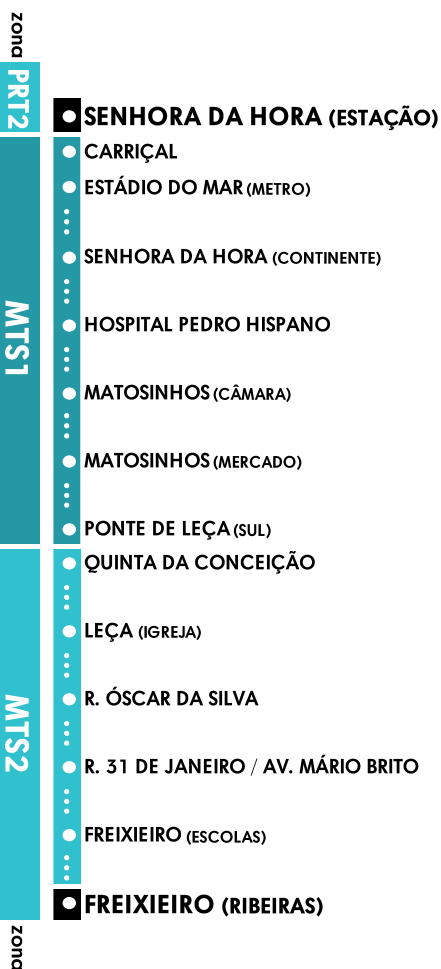 zona
PRT2
SENHORA DA HORA (ESTAÇÃO)
MTS1
CARRIÇAL
ESTÁDIO DO MAR (METRO)
SENHORA DA HORA (CONTINENTE)
HOSPITAL PEDRO HISPANO
MATOSINHOS (CÂMARA)
MATOSINHOS (MERCADO)
PONTE DE LEÇA (SUL)
MTS2
QUINTA DA CONCEIÇÃO
LEÇA (IGREJA)
R. ÓSCAR DA SILVA
R. 31 DE JANEIRO / AV. MÁRIO BRITO
FREIXIEIRO (ESCOLAS)
FREIXIEIRO (RIBEIRAS)
zona